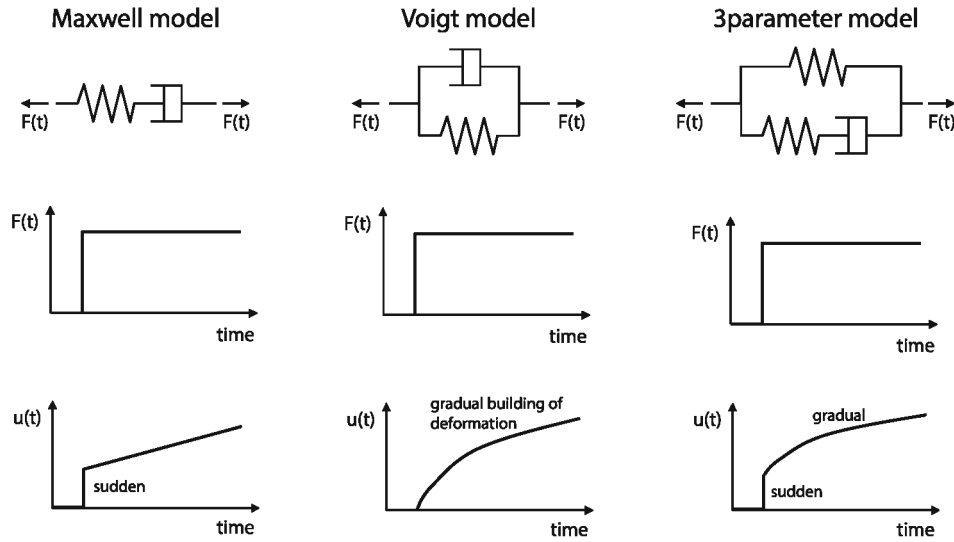 Maxwell model
Voigt model
3parameter model
F(t)
F(t)
F(t)
F(t)
F(t)
F(t)
F(t)
time
F(t)
time
F(t)
time
u(t)
sudden
time
u(t)
gradual building of
deformation
time
u(t)
gradual
sudden
time